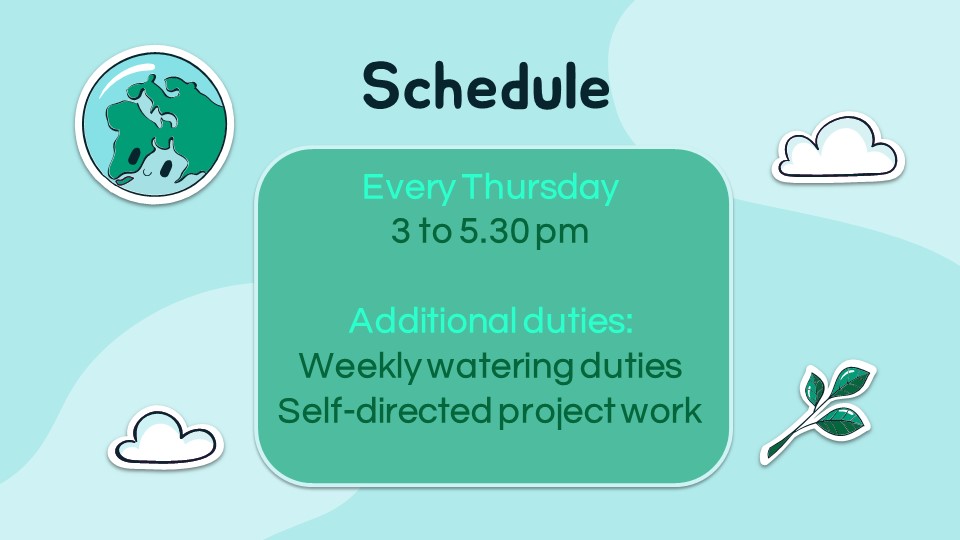 Schedule
Every Thursday
3 to 5.30 pm
Additional duties:
Weekly watering duties
Self-directed project work